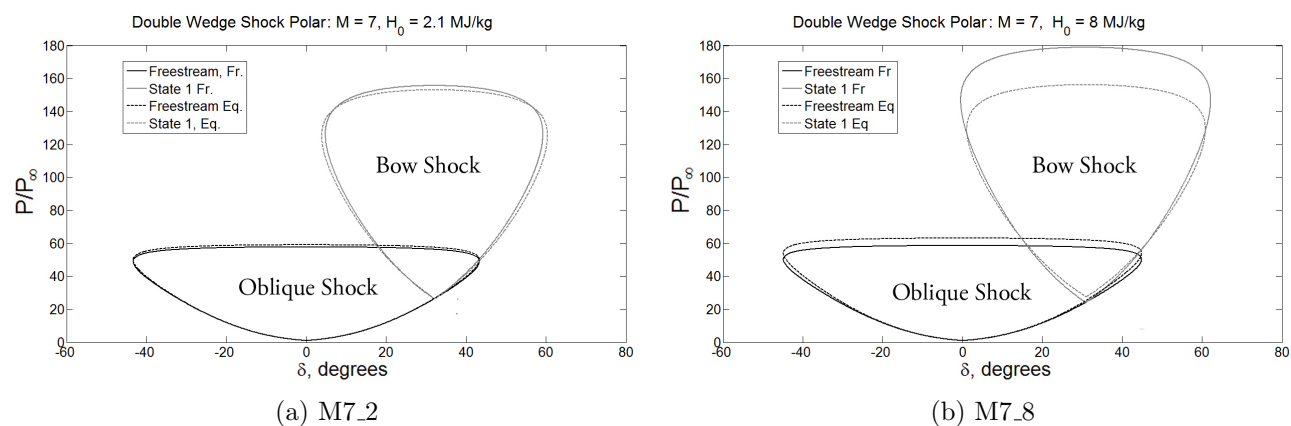 Double Wedge Shock Polar: M = 7, H0 = 2.1 MJ/kg
180
160
140
120
100
80
60
40
20
0
P/P∞
Freestream, Fr.
State 1 Fr.
Freestream Eq.
State 1, Eq.
Bow Shock
Oblique Shock
-60 -40 -20 0 20 40 60 80
δ, degrees
(a) M7_2
Double Wedge Shock Polar: M = 7, H0 = 8 MJ/kg
180
160
140
120
100
80
60
40
20
0
P/P∞
Freestream Fr
State 1 Fr
Freestream Eq
State 1 Eq
Bow Shock
Oblique Shock
-60 -40 -20 0 20 40 60 80
δ, degrees
(b) M7_8